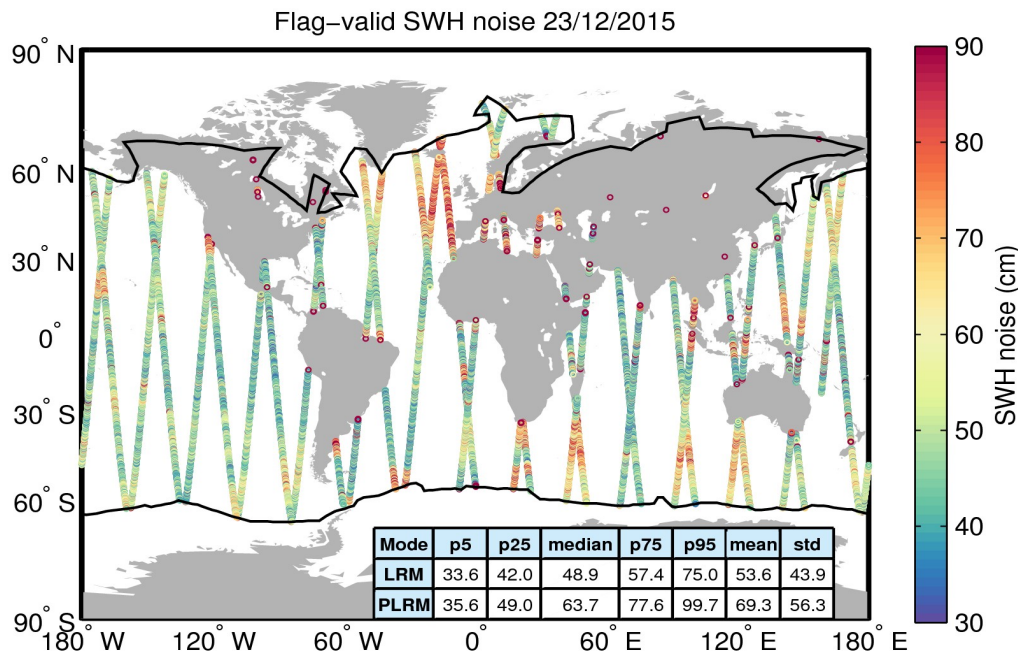 Flag−valid SWH noise 23/12/2015
90° N
60° N
30° N
0°
30° S
60° S
90° S
180° W
120° W
60° W
0°
60° E
120° E
180° E
90
80
70
60
50
40
30
SWH noise (cm)
Mode p5 p25 median p75 p95 mean std
LRM 33.6 42.0 48.9 57.4 75.0 53.6 43.9
PLRM 35.6 49.0 63.7 77.6 99.7 69.3 56.3